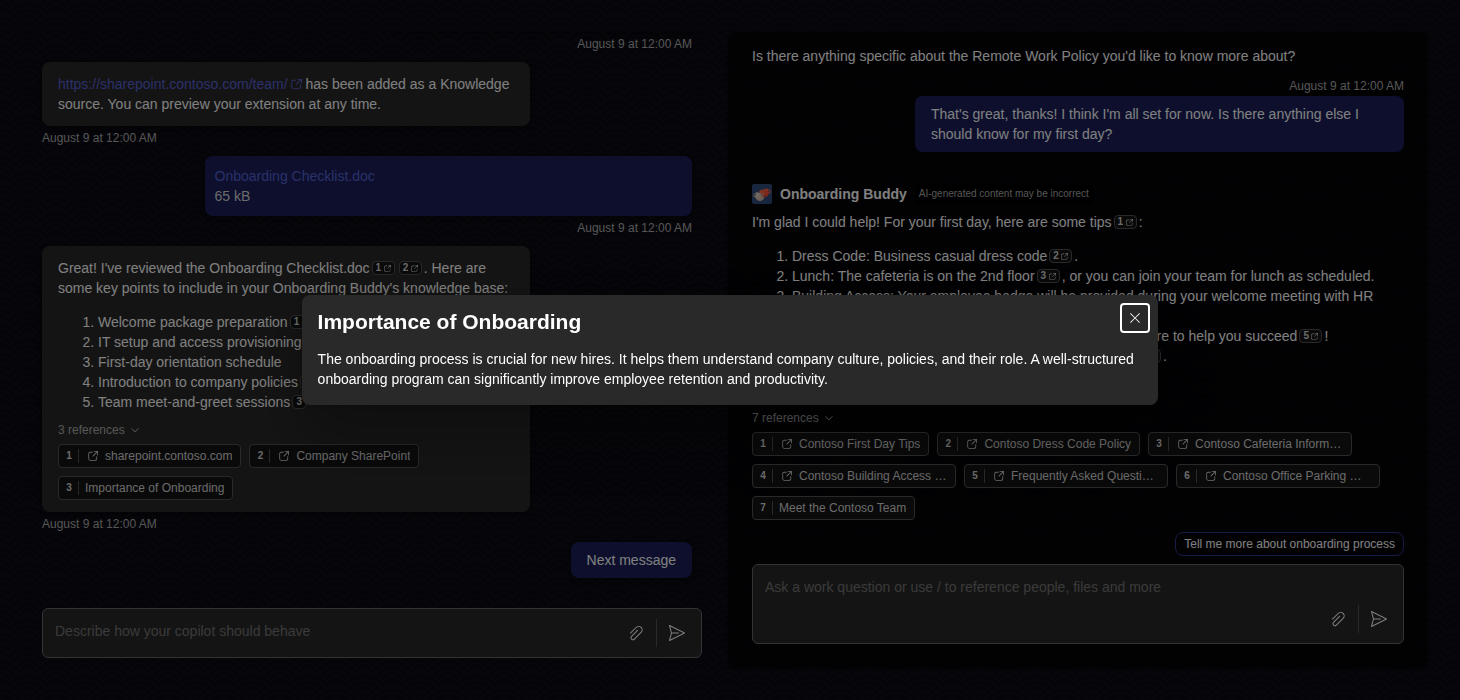 August 9 at 12:00 AM
https://sharepoint.contoso.com/team/ has been added as a Knowledge
source. You can preview your extension at any time.
August 9 at 12:00 AM
Onboarding Checklist.doc
65 kB
August 9 at 12:00 AM
Great! I've reviewed the Onboarding Checklist.doc 1 2 . Here are
some key points to include in your Onboarding Buddy's knowledge base:
1. Welcome package preparation 1
2. IT setup and access provisioning
3. First-day orientation schedule
4. Introduction to company policies
5. Team meet-and-greet sessions 3
3 references
1 sharepoint.contoso.com
2 Company SharePoint
3 Importance of Onboarding
August 9 at 12:00 AM
Next message
Describe how your copilot should behave
Importance of Onboarding
The onboarding process is crucial for new hires. It helps them understand company culture, policies, and their role. A well-structured
onboarding program can significantly improve employee retention and productivity.
Is there anything specific about the Remote Work Policy you'd like to know more about?
August 9 at 12:00 AM
That's great, thanks! I think I'm all set for now. Is there anything else I
should know for my first day?
Onboarding Buddy AI-generated content may be incorrect
I'm glad I could help! For your first day, here are some tips 1 :
1. Dress Code: Business casual dress code 2 .
2. Lunch: The cafeteria is on the 2nd floor 3 , or you can join your team for lunch as scheduled.
3. Building Access: Your employee badge will be provided during your welcome meeting with HR
re to help you succeed 5 !
.
7 references
1 Contoso First Day Tips
2 Contoso Dress Code Policy
3 Contoso Cafeteria Inform…
4 Contoso Building Access …
5 Frequently Asked Questi…
6 Contoso Office Parking …
7 Meet the Contoso Team
Tell me more about onboarding process
Ask a work question or use / to reference people, files and more